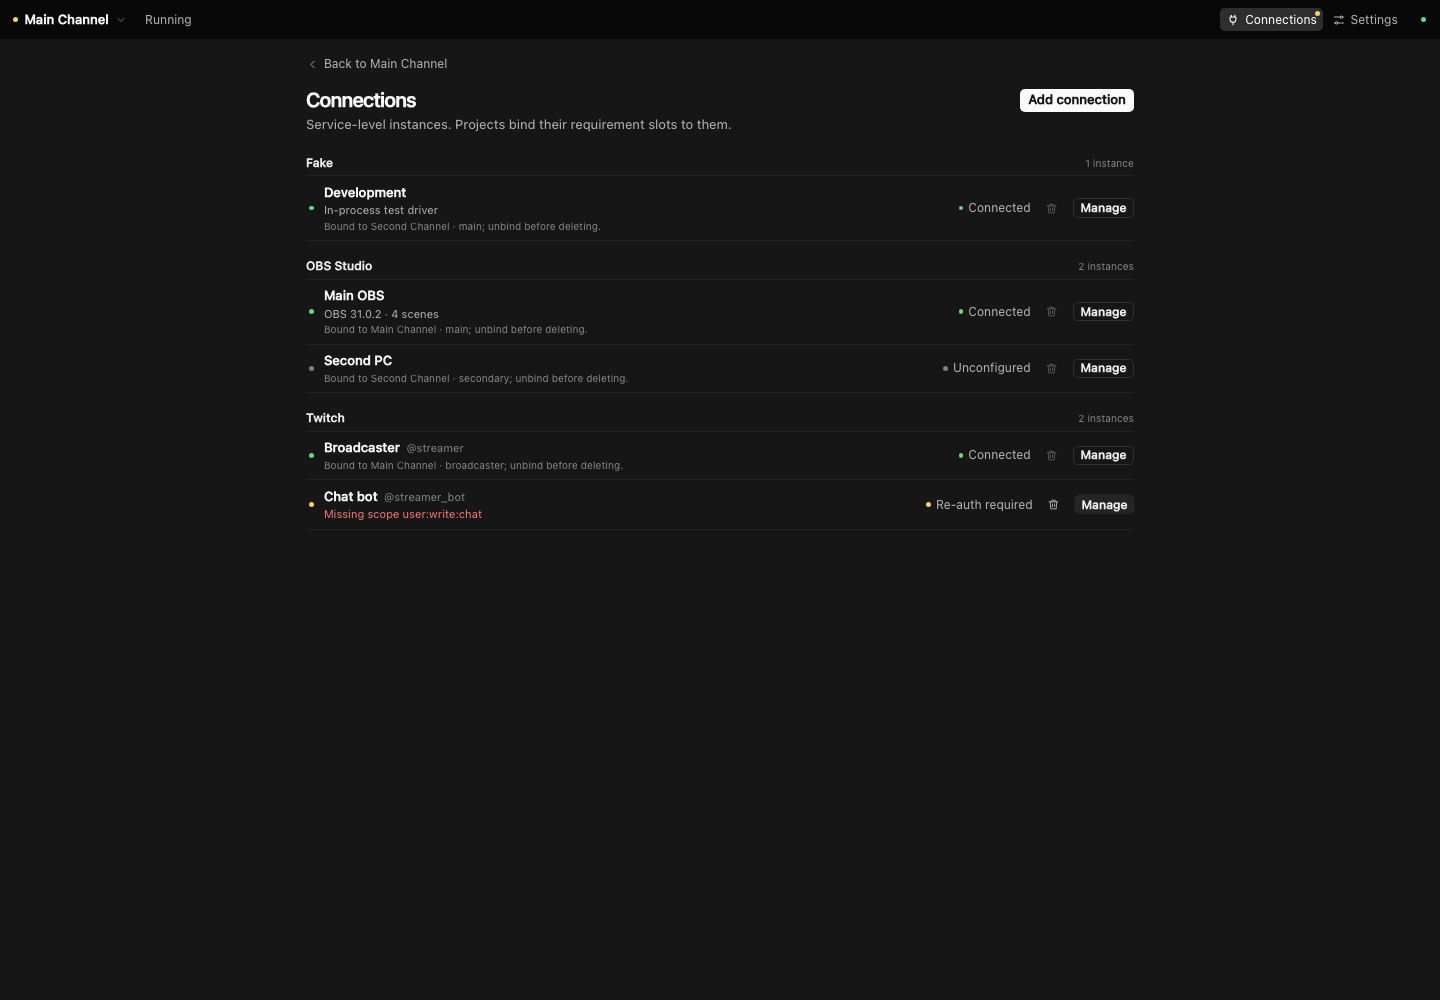 Main Channel
Running
Connections
Settings
Back to Main Channel
Connections
Add connection
Service-level instances. Projects bind their requirement slots to them.
Fake
1 instance
Development
In-process test driver
Bound to Second Channel · main; unbind before deleting.
Connected
Manage
OBS Studio
2 instances
Main OBS
OBS 31.0.2 · 4 scenes
Bound to Main Channel · main; unbind before deleting.
Connected
Manage
Second PC
Bound to Second Channel · secondary; unbind before deleting.
Unconfigured
Manage
Twitch
2 instances
Broadcaster @streamer
Bound to Main Channel · broadcaster; unbind before deleting.
Connected
Manage
Chat bot @streamer_bot
Missing scope user:write:chat
Re-auth required
Manage